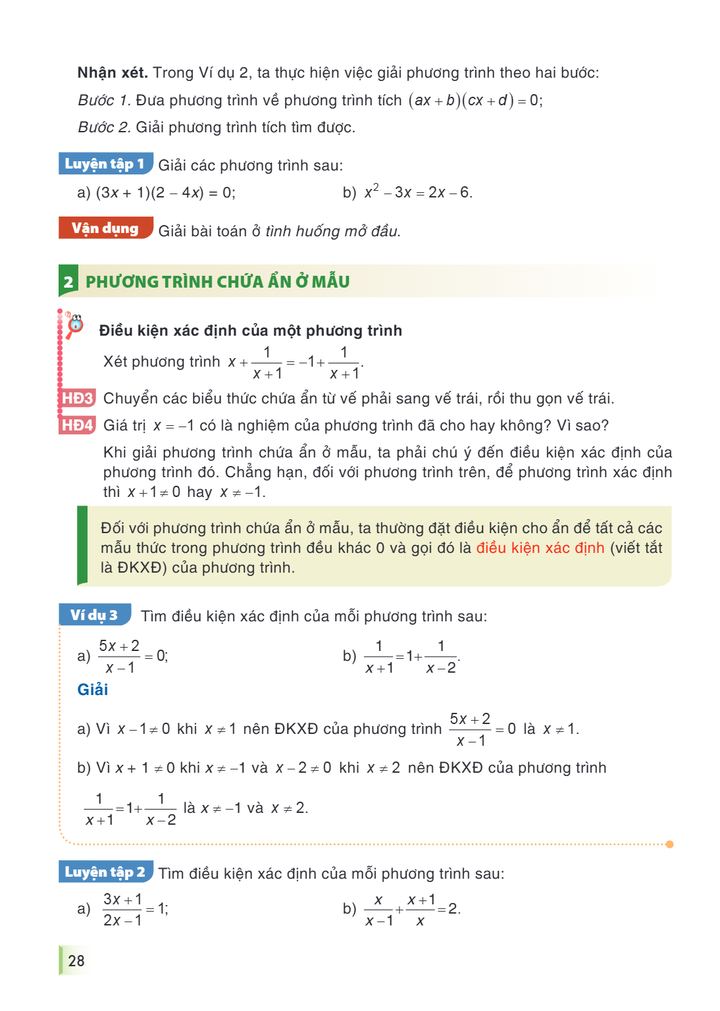 Nhận xét. Trong Ví dụ 2, ta thực hiện việc giải phương trình theo hai bước:
Bước 1. Đưa phương trình về phương trình tích (ax + b)(cx + d) = 0;
Bước 2. Giải phương trình tích tìm được.
Luyện tập 1 Giải các phương trình sau:
a) (3x + 1)(2 – 4x) = 0; b) x² – 3x = 2x – 6.
Vận dụng Giải bài toán ở tình huống mở đầu.
2 PHƯƠNG TRÌNH CHỨA ẨN Ở MẪU
Điều kiện xác định của một phương trình
Xét phương trình x + 1/(x + 1) = –1 + 1/(x + 1).
HĐ3 Chuyển các biểu thức chứa ẩn từ vế phải sang vế trái, rồi thu gọn vế trái.
HĐ4 Giá trị x = –1 có là nghiệm của phương trình đã cho hay không? Vì sao?
Khi giải phương trình chứa ẩn ở mẫu, ta phải chú ý đến điều kiện xác định của
phương trình đó. Chẳng hạn, đối với phương trình trên, để phương trình xác định
thì x + 1 ≠ 0 hay x ≠ –1.
Đối với phương trình chứa ẩn ở mẫu, ta thường đặt điều kiện cho ẩn để tất cả các
mẫu thức trong phương trình đều khác 0 và gọi đó là điều kiện xác định (viết tắt
là ĐKXĐ) của phương trình.
Ví dụ 3 Tìm điều kiện xác định của mỗi phương trình sau:
a) (5x + 2)/(x – 1) = 0; b) 1/(x + 1) = 1 + 1/(x – 2).
Giải
a) Vì x – 1 ≠ 0 khi x ≠ 1 nên ĐKXĐ của phương trình (5x + 2)/(x – 1) = 0 là x ≠ 1.
b) Vì x + 1 ≠ 0 khi x ≠ –1 và x – 2 ≠ 0 khi x ≠ 2 nên ĐKXĐ của phương trình
1/(x + 1) = 1 + 1/(x – 2) là x ≠ –1 và x ≠ 2.
Luyện tập 2 Tìm điều kiện xác định của mỗi phương trình sau:
a) (3x + 1)/(2x – 1) = 1; b) x/(x – 1) + (x + 1)/x = 2.
28